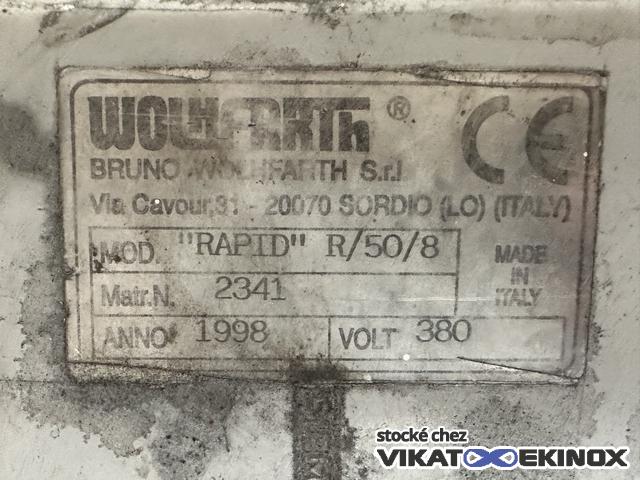 WOLHFARTH ®
CE
BRUNO WOLHFARTH S.r.l.
Via Cavour,31 - 20070 SORDIO (LO) (ITALY)
MOD. "RAPID" R/50/8
Matr.N. 2341
ANNO 1998 VOLT 380
MADE
IN
ITALY
stocké chez
VIKAT EKINOX